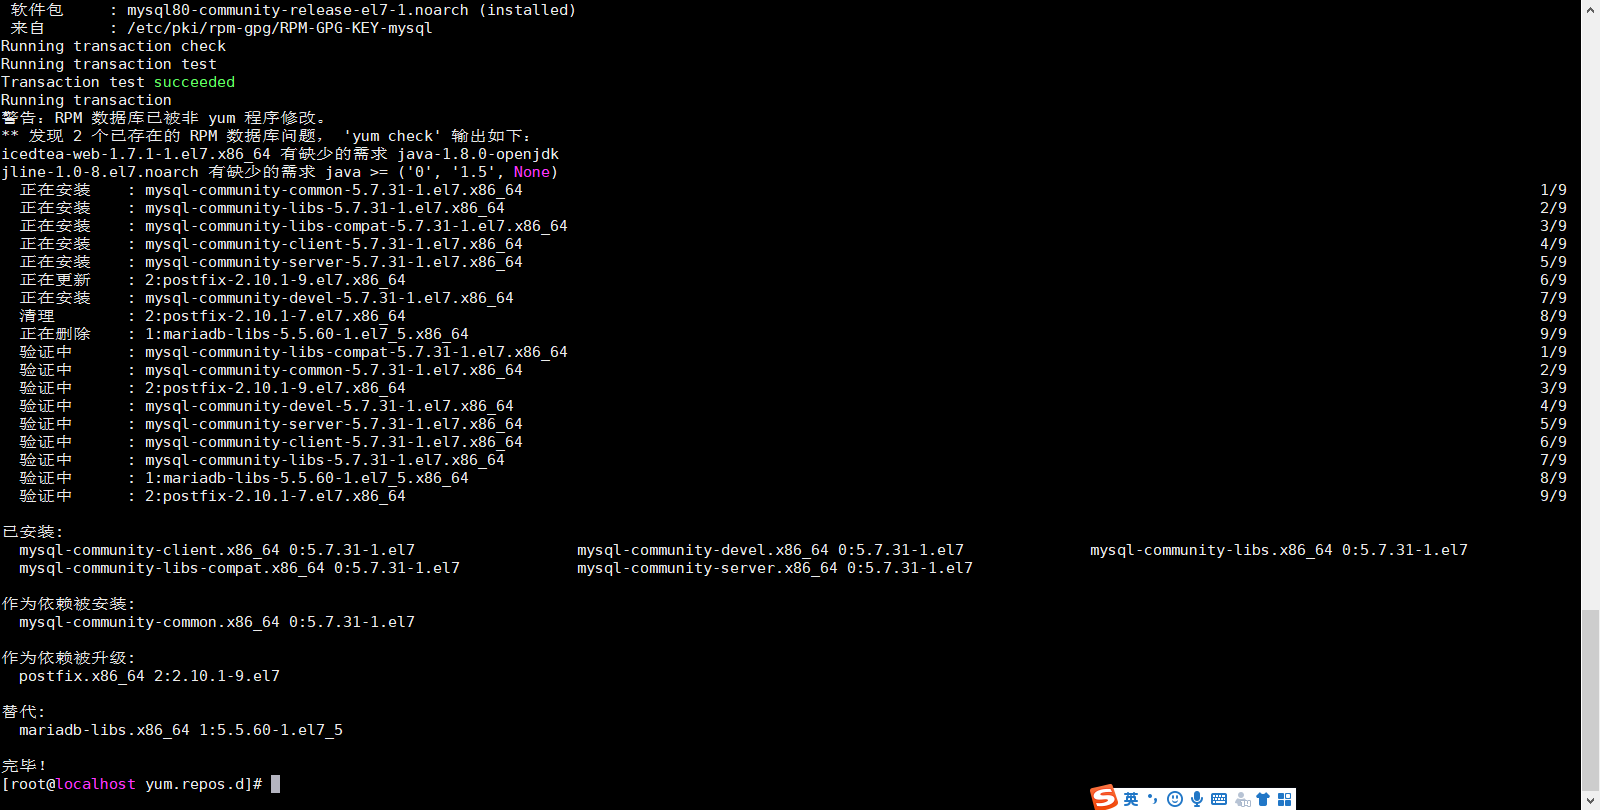 软件包     : mysql80-community-release-el7-1.noarch (installed)
来自       : /etc/pki/rpm-gpg/RPM-GPG-KEY-mysql
Running transaction check
Running transaction test
Transaction test succeeded
Running transaction
警告：RPM 数据库已被非 yum 程序修改。
** 发现 2 个已存在的 RPM 数据库问题， 'yum check' 输出如下：
icedtea-web-1.7.1-1.el7.x86_64 有缺少的需求 java-1.8.0-openjdk
jline-1.0-8.el7.noarch 有缺少的需求 java >= ('0', '1.5', None)
正在安装    : mysql-community-common-5.7.31-1.el7.x86_64 1/9
正在安装    : mysql-community-libs-5.7.31-1.el7.x86_64 2/9
正在安装    : mysql-community-libs-compat-5.7.31-1.el7.x86_64 3/9
正在安装    : mysql-community-client-5.7.31-1.el7.x86_64 4/9
正在安装    : mysql-community-server-5.7.31-1.el7.x86_64 5/9
正在更新    : 2:postfix-2.10.1-9.el7.x86_64 6/9
正在安装    : mysql-community-devel-5.7.31-1.el7.x86_64 7/9
清理        : 2:postfix-2.10.1-7.el7.x86_64 8/9
正在删除    : 1:mariadb-libs-5.5.60-1.el7_5.x86_64 9/9
验证中      : mysql-community-libs-compat-5.7.31-1.el7.x86_64 1/9
验证中      : mysql-community-common-5.7.31-1.el7.x86_64 2/9
验证中      : 2:postfix-2.10.1-9.el7.x86_64 3/9
验证中      : mysql-community-devel-5.7.31-1.el7.x86_64 4/9
验证中      : mysql-community-server-5.7.31-1.el7.x86_64 5/9
验证中      : mysql-community-client-5.7.31-1.el7.x86_64 6/9
验证中      : mysql-community-libs-5.7.31-1.el7.x86_64 7/9
验证中      : 1:mariadb-libs-5.5.60-1.el7_5.x86_64 8/9
验证中      : 2:postfix-2.10.1-7.el7.x86_64 9/9
已安装:
mysql-community-client.x86_64 0:5.7.31-1.el7 mysql-community-devel.x86_64 0:5.7.31-1.el7 mysql-community-libs.x86_64 0:5.7.31-1.el7
mysql-community-libs-compat.x86_64 0:5.7.31-1.el7 mysql-community-server.x86_64 0:5.7.31-1.el7
作为依赖被安装:
mysql-community-common.x86_64 0:5.7.31-1.el7
作为依赖被升级:
postfix.x86_64 2:2.10.1-9.el7
替代:
mariadb-libs.x86_64 1:5.5.60-1.el7_5
完毕！
[root@localhost yum.repos.d]#
S 英